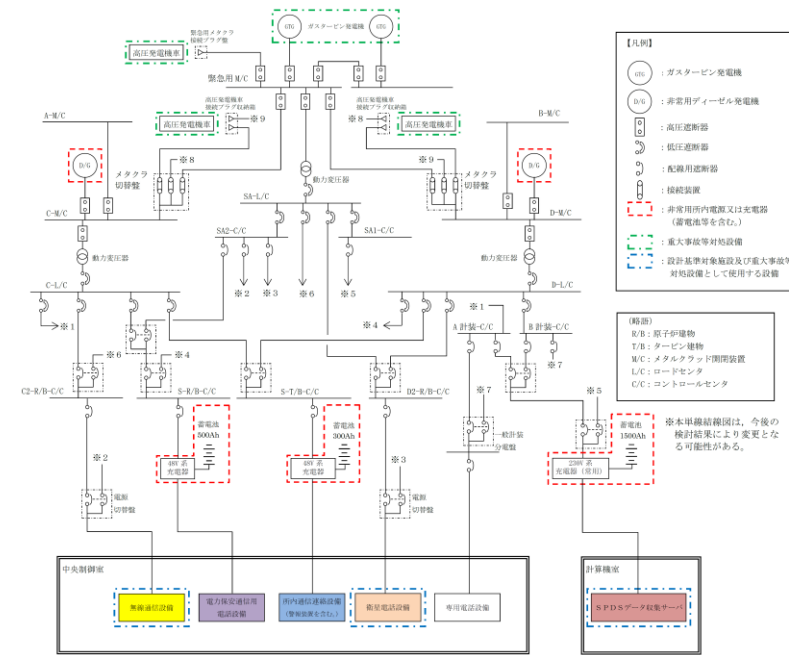 緊急用メタクラ
接続プラグ盤
高圧発電機車
GTG
ガスタービン発電機
GTG
緊急用 M/C
高圧発電機車
接続プラグ収納箱
高圧発電機車
※9
高圧発電機車
接続プラグ収納箱
※8
高圧発電機車
A-M/C
B-M/C
D/G
※8
メタクラ
切替盤
※9
メタクラ
切替盤
D/G
動力変圧器
C-M/C
SA-L/C
D-M/C
動力変圧器
SA2-C/C
SA1-C/C
動力変圧器
※2
※3
※6
※5
C-L/C
D-L/C
※1
※4
※1
A 計装-C/C
B 計装-C/C
※6
※4
※7
C2-R/B-C/C
S-R/B-C/C
S-T/B-C/C
D2-R/B-C/C
※7
※5
蓄電池
500Ah
蓄電池
300Ah
一般計装
分電盤
蓄電池
1500Ah
※2
48V 系
充電器
48V 系
充電器
※3
230V 系
充電器（常用）
電源
切替盤
電源
切替盤
中央制御室
計算機室
無線通信設備
電力保安通信用
電話設備
所内通信連絡設備
（警報装置を含む。）
衛星電話設備
専用電話設備
ＳＰＤＳデータ収集サーバ
【凡例】
GTG ：ガスタービン発電機
D/G ：非常用ディーゼル発電機
：高圧遮断器
：低圧遮断器
：配線用遮断器
：接続装置
：非常用所内電源又は充電器
（蓄電池等を含む。）
：重大事故等対処設備
：設計基準対象施設及び重大事故等
対処設備として使用する設備
(略語)
R/B：原子炉建物
T/B：タービン建物
M/C：メタルクラッド開閉装置
L/C：ロードセンタ
C/C：コントロールセンタ
※本単線結線図は，今後の
検討結果により変更とな
る可能性がある。